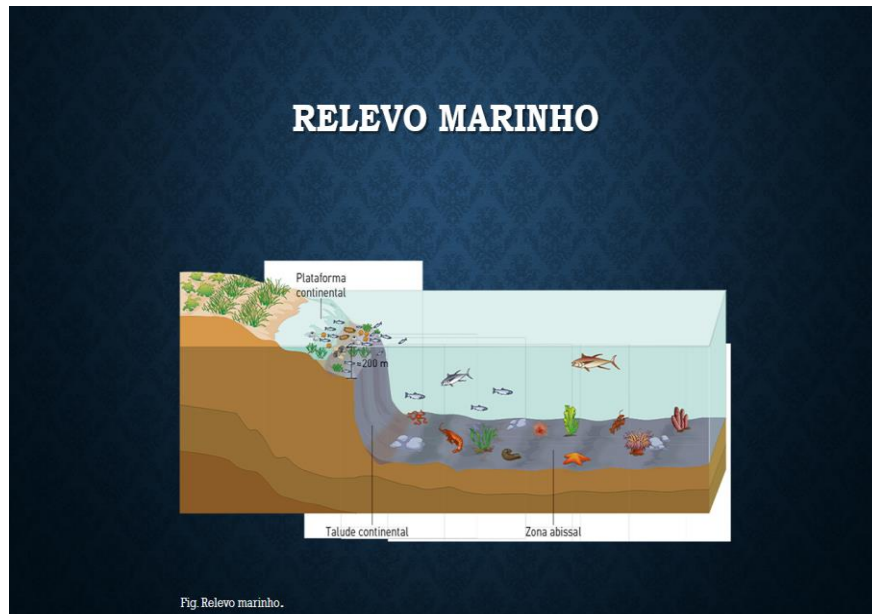 RELEVO MARINHO
Plataforma
continental
≈200 m
Talude continental
Zona abissal
Fig. Relevo marinho.